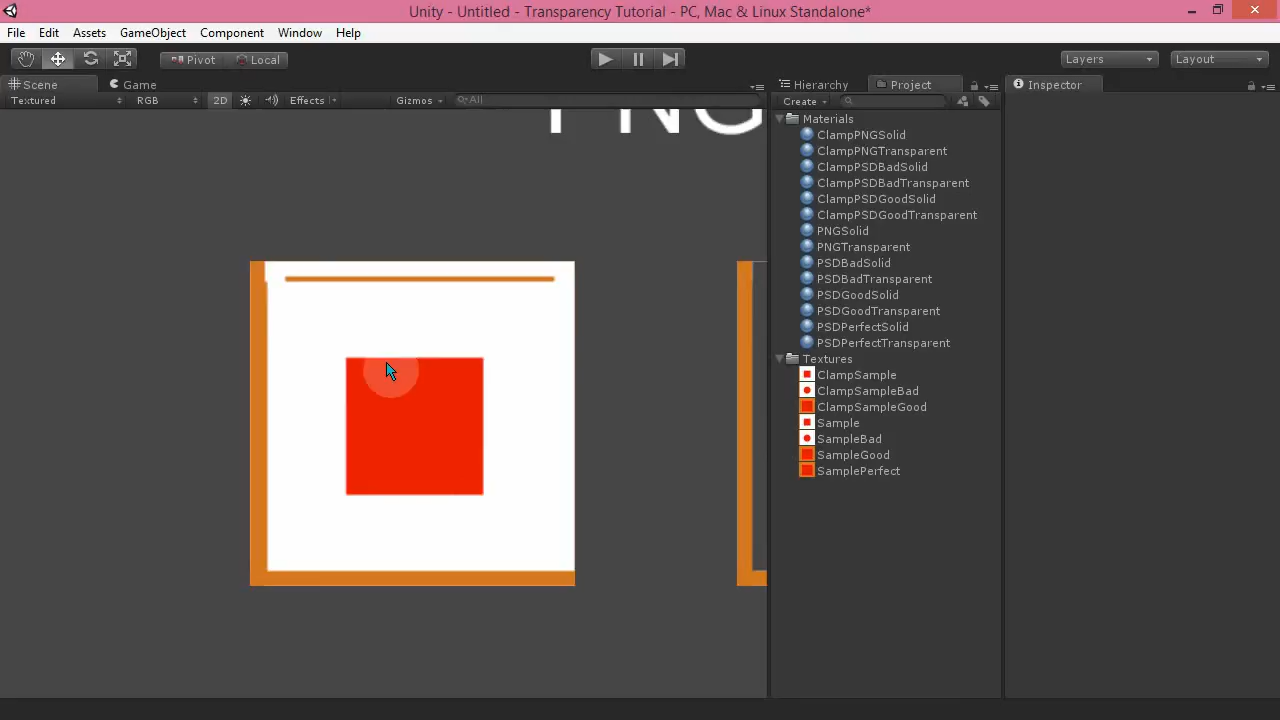 Unity - Untitled - Transparency Tutorial - PC, Mac & Linux Standalone*
File Edit Assets GameObject Component Window Help
Pivot Local Layers Layout
Scene Game Hierarchy Project Inspector
Textured RGB 2D Effects Gizmos All Create
PNG
Materials
ClampPNGSolid
ClampPNGTransparent
ClampPSDBadSolid
ClampPSDBadTransparent
ClampPSDGoodSolid
ClampPSDGoodTransparent
PNGSolid
PNGTransparent
PSDBadSolid
PSDBadTransparent
PSDGoodSolid
PSDGoodTransparent
PSDPerfectSolid
PSDPerfectTransparent
Textures
ClampSample
ClampSampleBad
ClampSampleGood
Sample
SampleBad
SampleGood
SamplePerfect